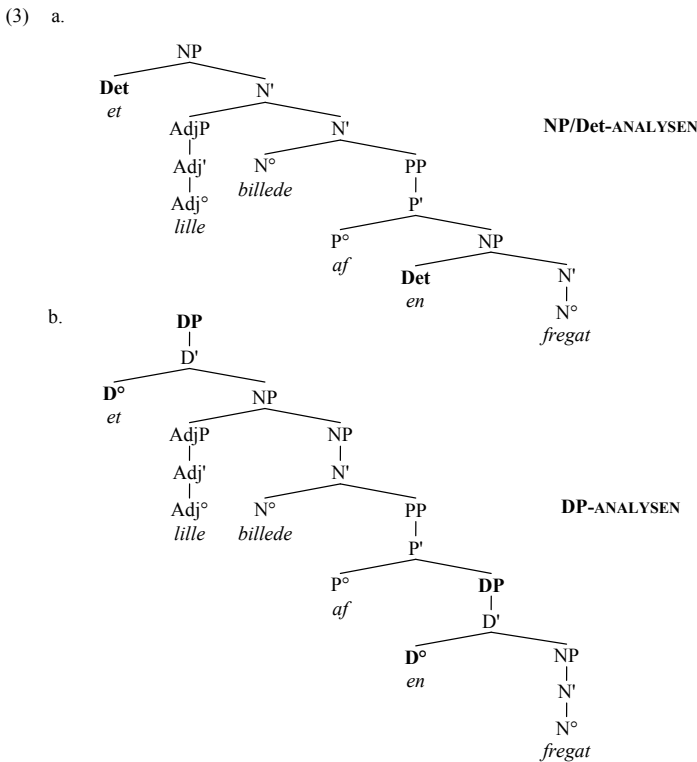 (3) a.
NP
Det N'
et
AdjP N' NP/Det-ANALYSEN
Adj' N° PP
billede
Adj° P'
lille
P° NP
af
Det N'
en
N°
fregat
b.
DP
D'
D° NP
et
AdjP NP
Adj' N'
Adj° N° PP DP-ANALYSEN
lille billede
P'
P° DP
af
D'
D° NP
en
N'
N°
fregat